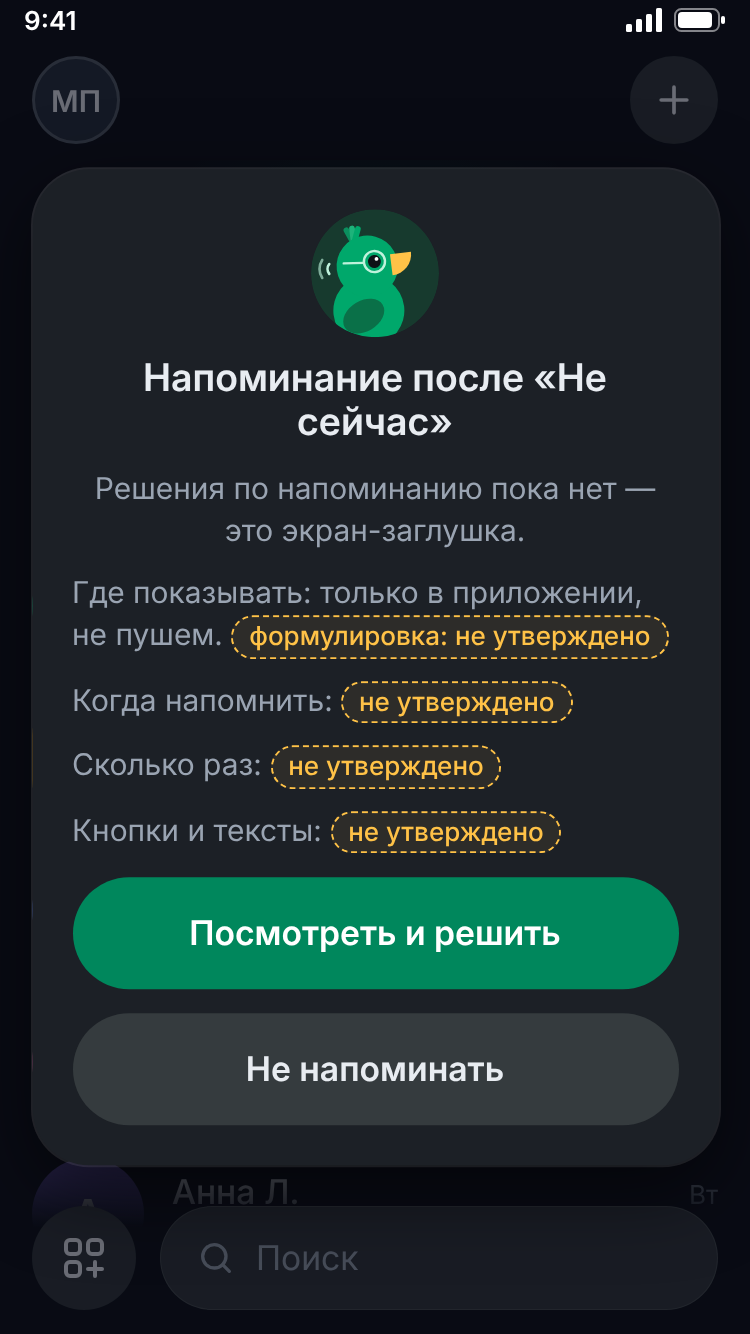 9:41
МП
Напоминание после «Не
сейчас»
Решения по напоминанию пока нет —
это экран-заглушка.
Где показывать: только в приложении,
не пушем. формулировка: не утверждено
Когда напомнить: не утверждено
Сколько раз: не утверждено
Кнопки и тексты: не утверждено
Посмотреть и решить
Не напоминать
Анна Л. Вт
Поиск